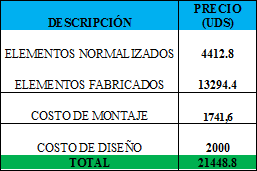 DESCRIPCIÓN PRECIO (UDS)
ELEMENTOS NORMALIZADOS 4412.8
ELEMENTOS FABRICADOS 13294.4
COSTO DE MONTAJE 1741,6
COSTO DE DISEÑO 2000
TOTAL 21448.8